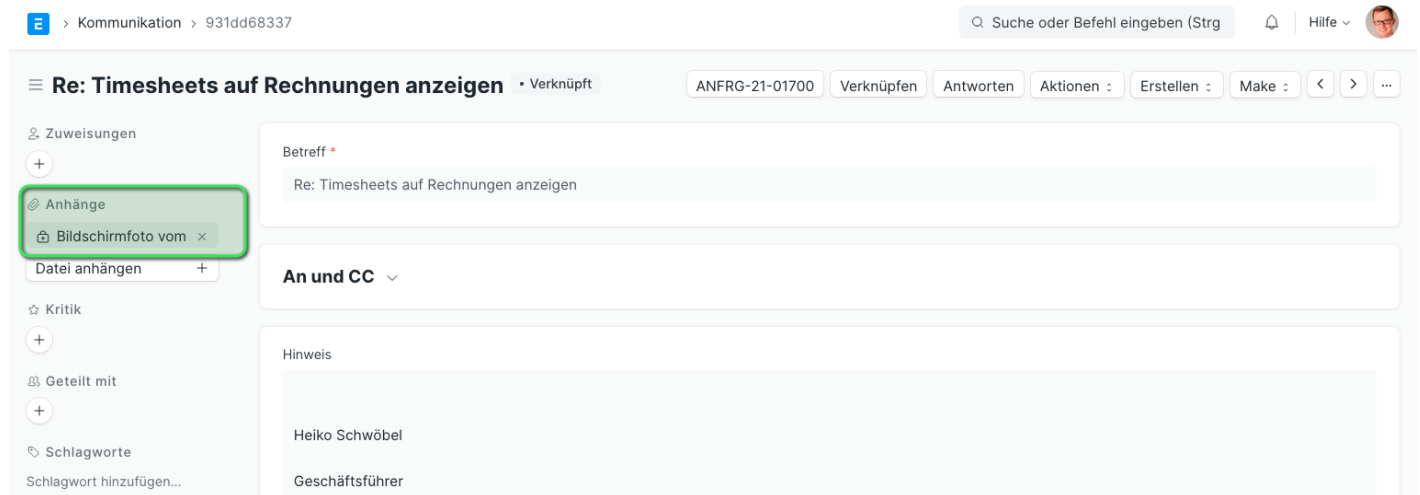 E > Kommunikation > 931dd68337
Suche oder Befehl eingeben (Strg
Hilfe
Re: Timesheets auf Rechnungen anzeigen • Verknüpft
ANFRG-21-01700 Verknüpfen Antworten Aktionen Erstellen Make < > ...
Zuweisungen
+
Anhänge
Bildschirmfoto vom ×
Datei anhängen +
Kritik
+
Geteilt mit
+
Schlagworte
Schlagwort hinzufügen...
Betreff *
Re: Timesheets auf Rechnungen anzeigen
An und CC
Hinweis
Heiko Schwöbel
Geschäftsführer